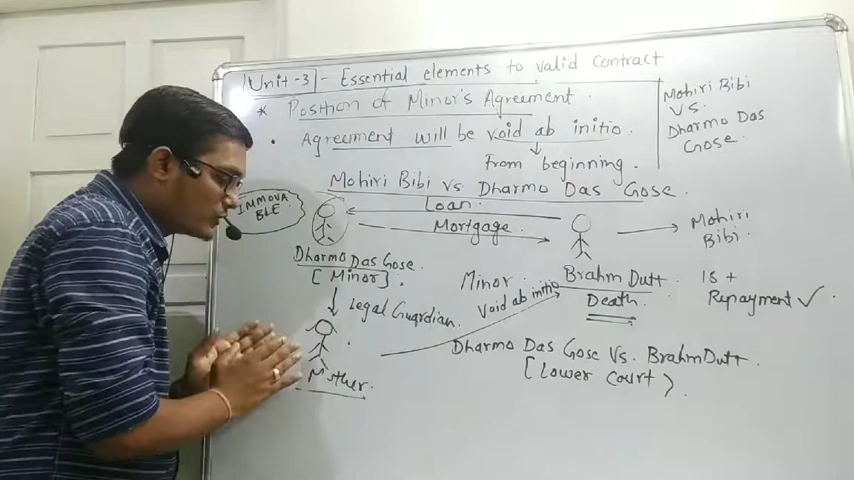 Unit-3 - Essential elements to valid contract
* Position of Minor's Agreement.
• Agreement will be void ab initio.
From beginning.
Mohiri Bibi
VS.
Dharmo Das
Gose.
Mohiri Bibi vs Dharmo Das Gose.
IMMOVA
BLE.
Loan.
Mortgage.
Mohiri
Bibi.
Dharmo Das Gose.
[Minor].
Brahm Dutt.
Death.
Minor.
Void ab initio
IS +
Repayment ✓.
Legal Guardian.
Mother.
Dharmo Das Gose Vs. Brahm Dutt.
[Lower Court).